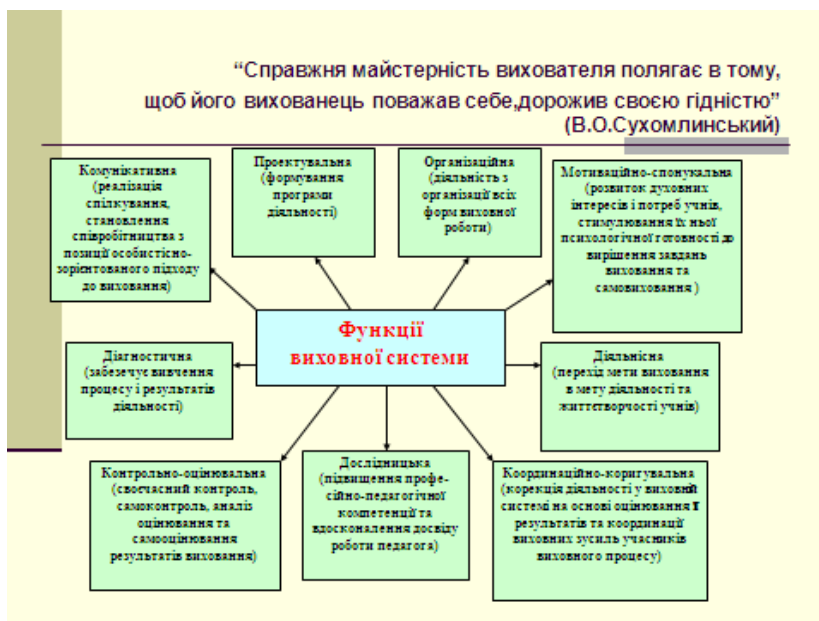 “Справжня майстерність вихователя полягає в тому,
щоб його вихованець поважав себе,дорожив своєю гідністю”
(В.О.Сухомлинський)
Комунікативна
(реалізація
спілкування,
становлення
співробітництва з
позиції особистісно-
зорієнтованого підходу
до виховання)
Проектувальна
(формування
програми
діяльності)
Організаційна
(діяльність з
організації всіх
форм виховної
роботи)
Мотиваційно-спонукальна
(розвиток духовних
інтересів і потреб учнів,
стимулювання їх ньої
психологічної готовності до
вирішення завдань
виховання та
самовиховання )
Функції
виховної системи
Діагностична
(забезечує вивчення
процесу і результатів
діяльності)
Діяльнісна
(перехід мети виховання
в мету діяльності та
життєтворчості учнів)
Контрольно-оцінювальна
(своєчасний контроль,
самоконтроль, аналіз
оцінювання та
самооцінювання
результатів виховання)
Дослідницька
(підвищення профе-
сійно-педагогічної
компетенції та
вдосконалення досвіду
роботи педагога)
Координаційно-коригувальна
(корекція діяльності у виховній
системі на основі оцінювання її
результатів та координації
виховних зусиль учасників
виховного процесу)